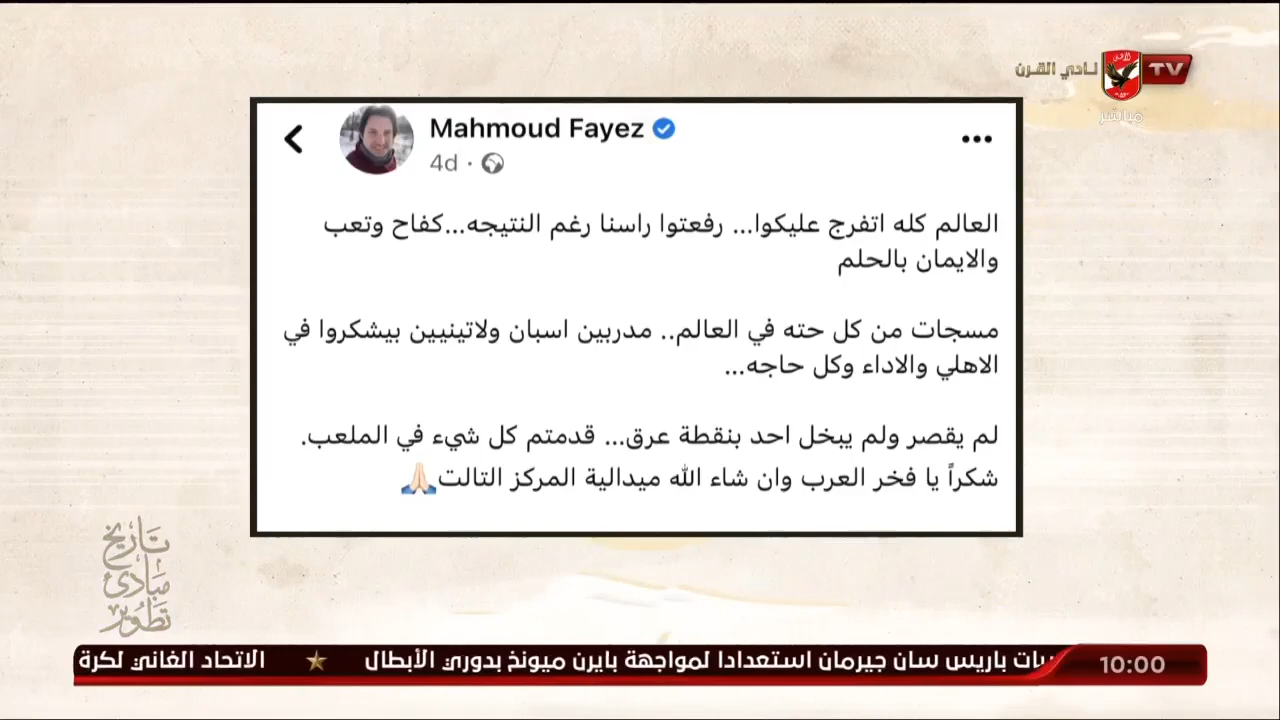 نادي القرن
TV
مباشر
Mahmoud Fayez
4d
العالم كله اتفرج عليكوا... رفعتوا راسنا رغم النتيجه...كفاح وتعب
والايمان بالحلم
مسجات من كل حته في العالم.. مدربين اسبان ولاتينيين بيشكروا في
الاهلي والاداء وكل حاجه...
لم يقصر ولم يبخل احد بنقطة عرق... قدمتم كل شيء في الملعب.
شكراً يا فخر العرب وان شاء الله ميدالية المركز التالت🙏🏻
تاريخ
مبادئ
تطوير
باريس سان جيرمان استعدادا لمواجهة بايرن ميونخ بدوري الأبطال ★ الاتحاد الغاني لكرة
10:00